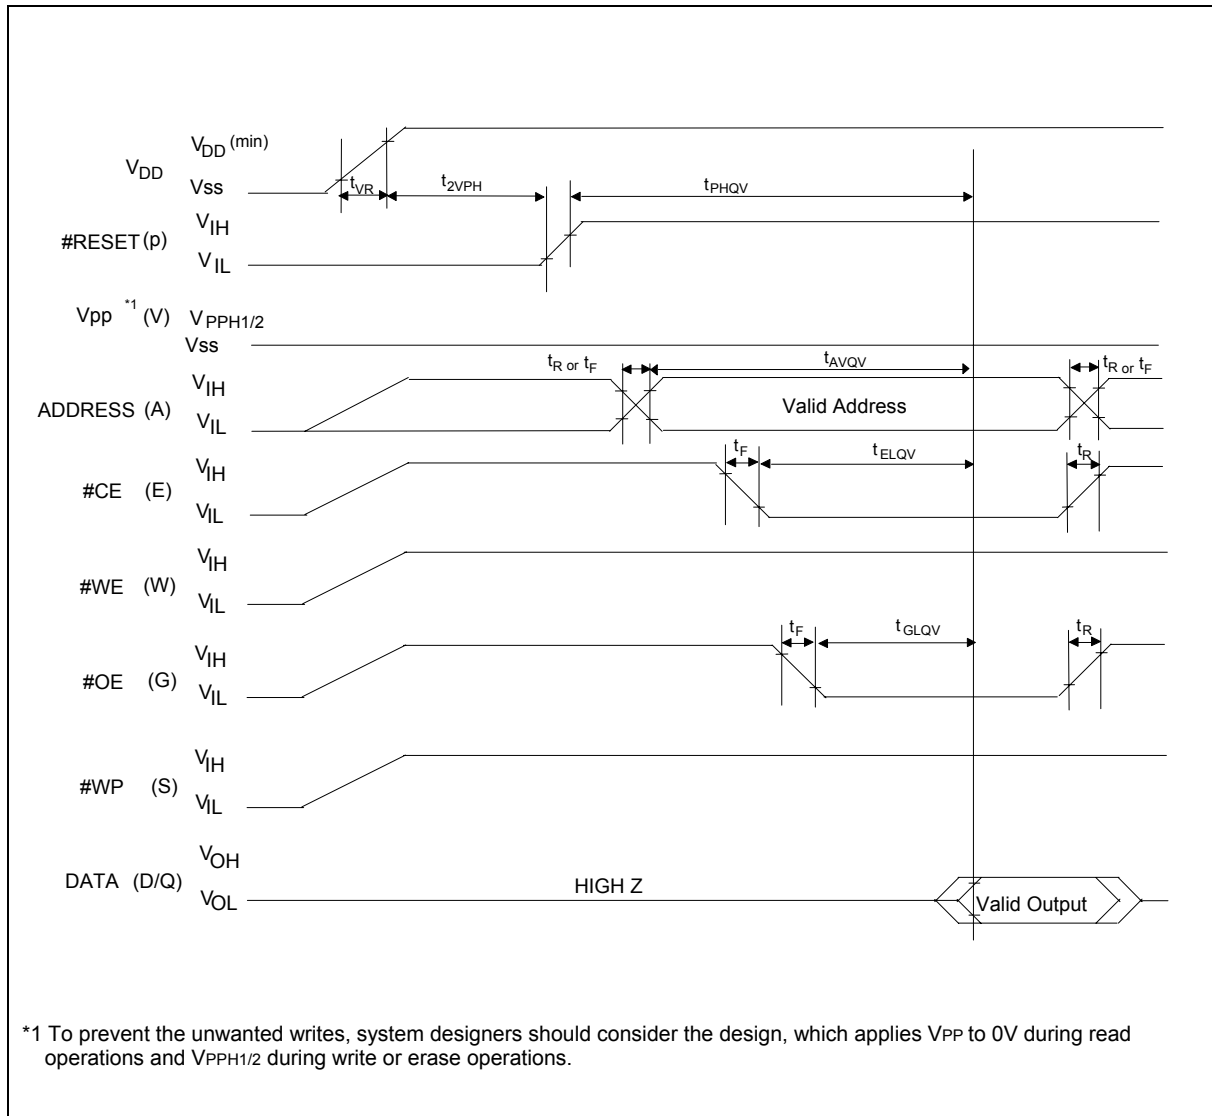 VDD (min)
VDD
Vss
tVR
t2VPH
tPHQV
VIH
#RESET (p)
VIL
Vpp *1 (V) VPPH1/2
Vss
tR or tF
tAVQV
tR or tF
VIH
ADDRESS (A)
Valid Address
VIL
tF
tELQV
tR
VIH
#CE (E)
VIL
VIH
#WE (W)
VIL
tF
tGLQV
tR
VIH
#OE (G)
VIL
VIH
#WP (S)
VIL
VOH
DATA (D/Q)
HIGH Z
VOL
Valid Output
*1 To prevent the unwanted writes, system designers should consider the design, which applies VPP to 0V during read
operations and VPPH1/2 during write or erase operations.